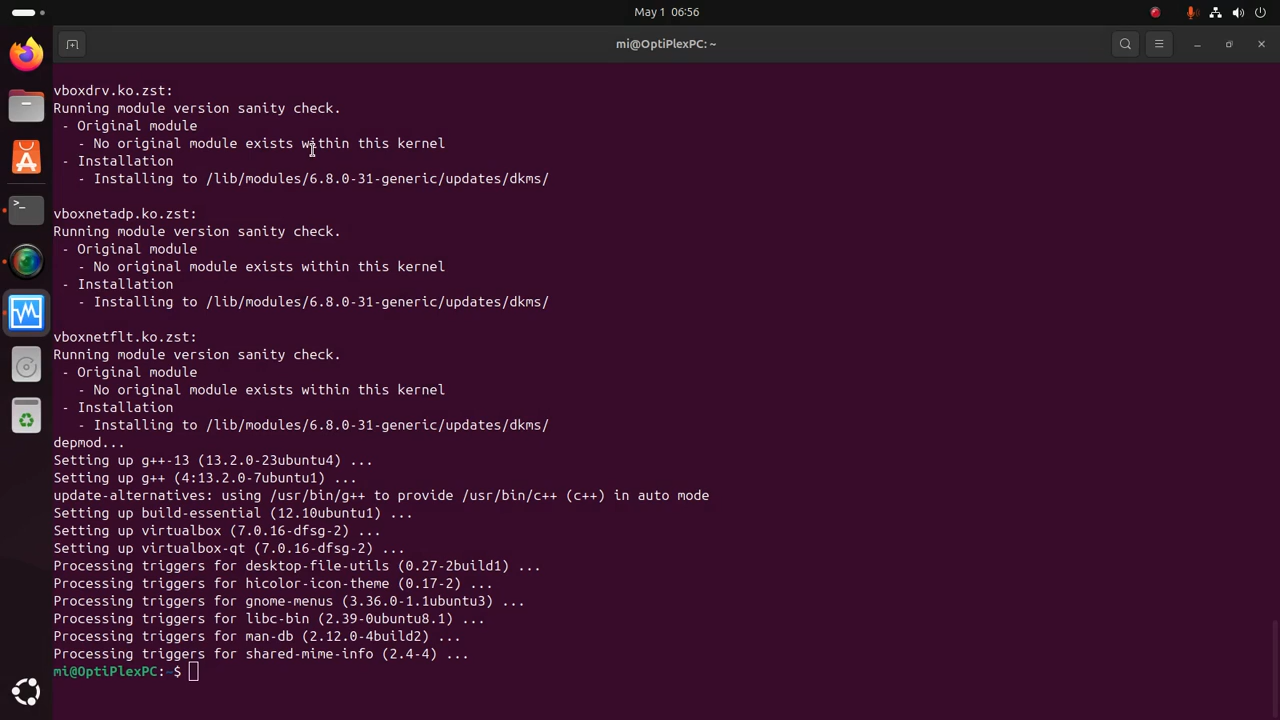 May 1 06:56
mi@OptiPlexPC: ~
vboxdrv.ko.zst:
Running module version sanity check.
- Original module
- No original module exists within this kernel
- Installation
- Installing to /lib/modules/6.8.0-31-generic/updates/dkms/
vboxnetadp.ko.zst:
Running module version sanity check.
- Original module
- No original module exists within this kernel
- Installation
- Installing to /lib/modules/6.8.0-31-generic/updates/dkms/
vboxnetflt.ko.zst:
Running module version sanity check.
- Original module
- No original module exists within this kernel
- Installation
- Installing to /lib/modules/6.8.0-31-generic/updates/dkms/
depmod...
Setting up g++-13 (13.2.0-23ubuntu4) ...
Setting up g++ (4:13.2.0-7ubuntu1) ...
update-alternatives: using /usr/bin/g++ to provide /usr/bin/c++ (c++) in auto mode
Setting up build-essential (12.10ubuntu1) ...
Setting up virtualbox (7.0.16-dfsg-2) ...
Setting up virtualbox-qt (7.0.16-dfsg-2) ...
Processing triggers for desktop-file-utils (0.27-2build1) ...
Processing triggers for hicolor-icon-theme (0.17-2) ...
Processing triggers for gnome-menus (3.36.0-1.1ubuntu3) ...
Processing triggers for libc-bin (2.39-0ubuntu8.1) ...
Processing triggers for man-db (2.12.0-4build2) ...
Processing triggers for shared-mime-info (2.4-4) ...
mi@OptiPlexPC:~$